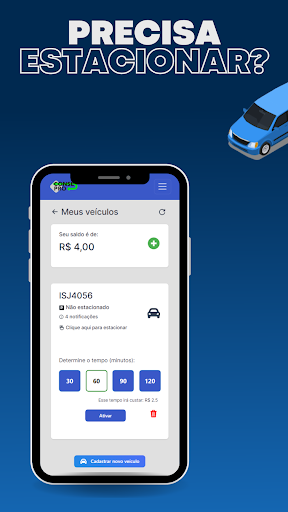 PRECISA
ESTACIONAR?
← Meus veículos
Seu saldo é de:
R$ 4,00
ISJ4056
Não estacionado
4 notificações
Clique aqui para estacionar
Determine o tempo (minutos):
30 60 90 120
Esse tempo irá custar: R$ 2.5
Ativar
Cadastrar novo veículo